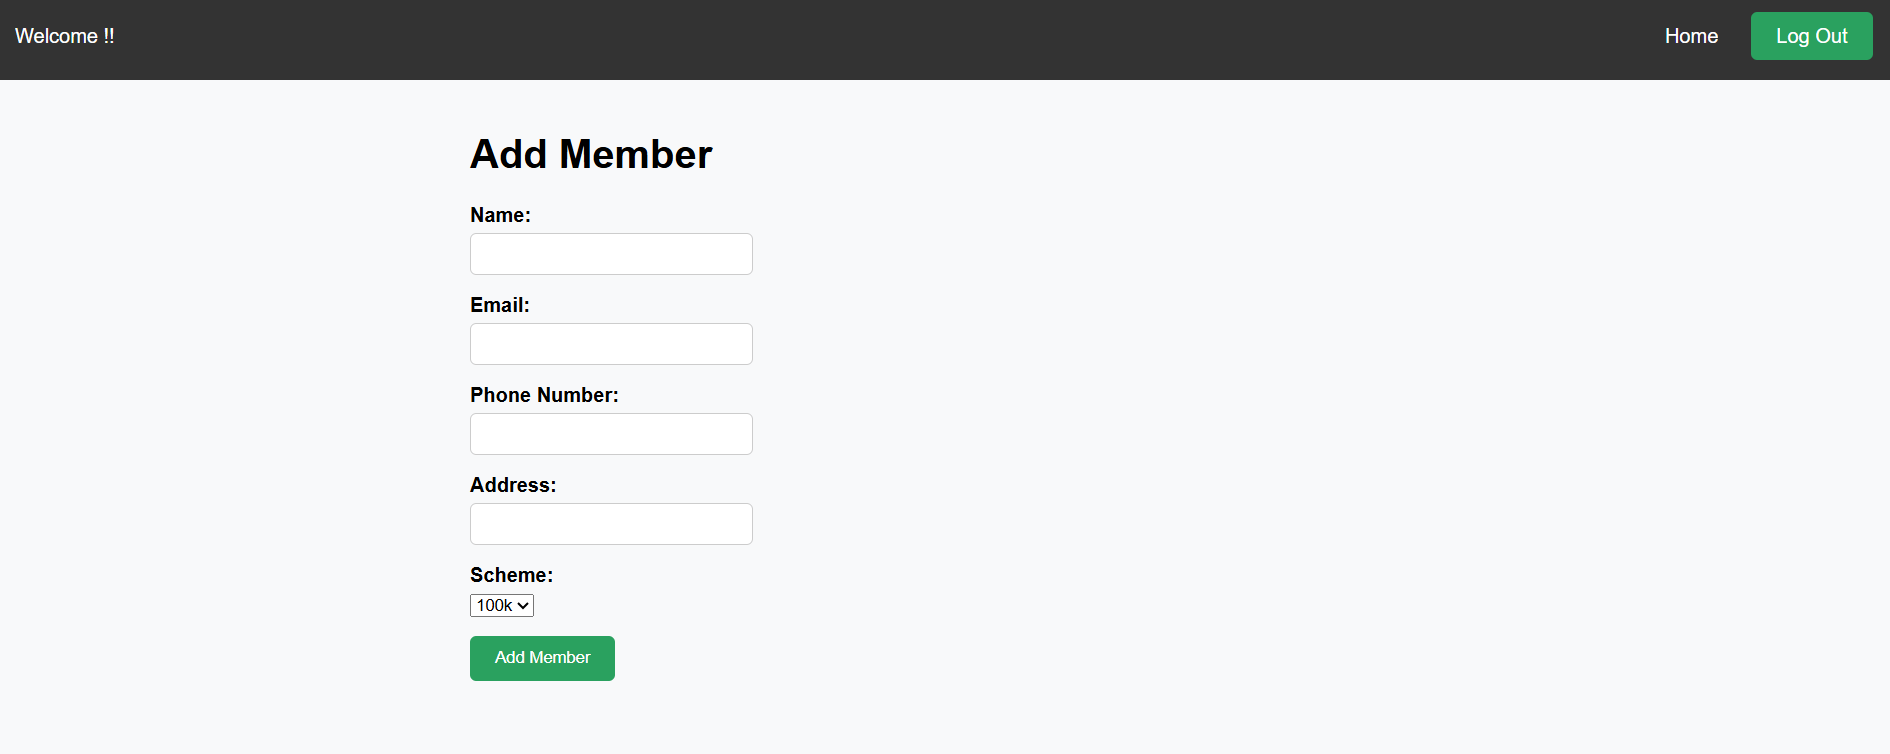 Welcome !! Home Log Out
Add Member
Name:
Email:
Phone Number:
Address:
Scheme:
100k
Add Member